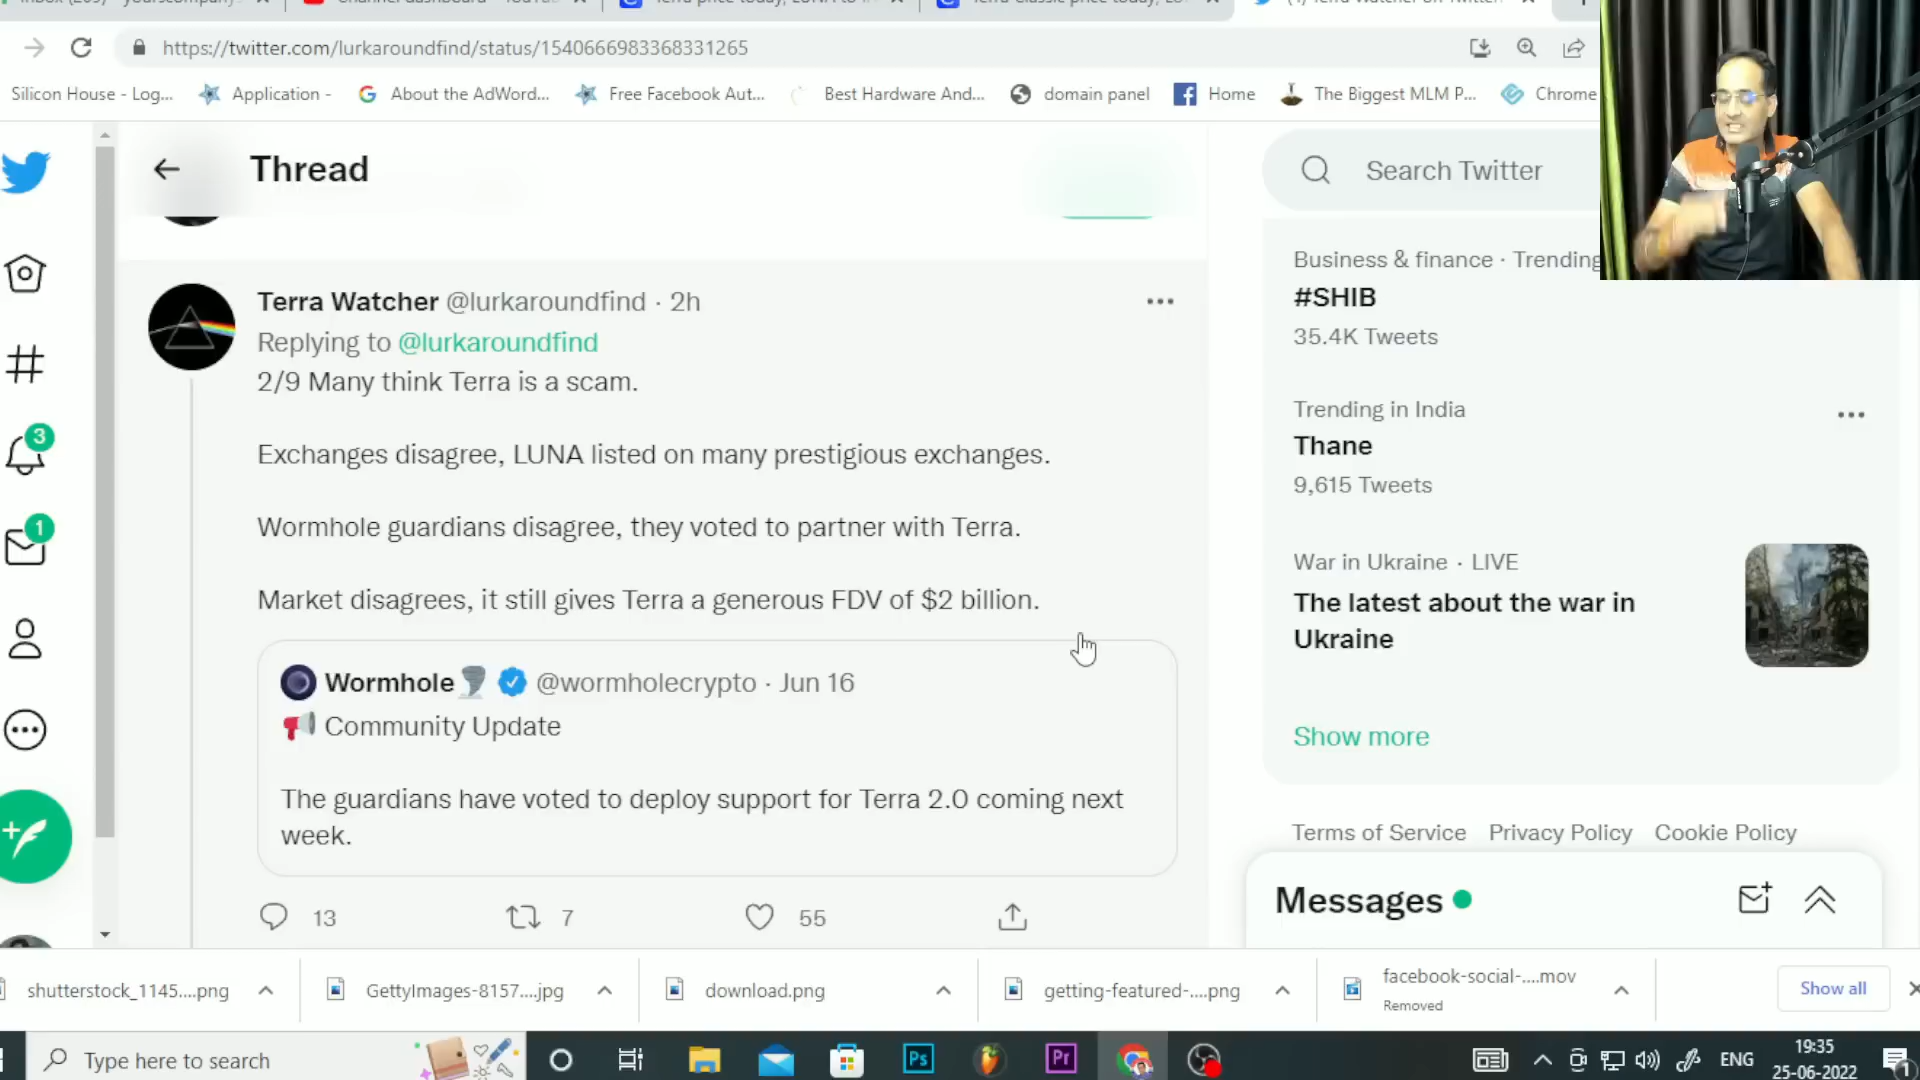 https://twitter.com/lurkaroundfind/status/1540666983368331265
Silicon House - Log...
Application -
About the AdWord...
Free Facebook Aut...
Best Hardware And...
domain panel
Home
The Biggest MLM P...
Chrome
Thread
Search Twitter
Terra Watcher @lurkaroundfind · 2h
Replying to @lurkaroundfind
2/9 Many think Terra is a scam.
Exchanges disagree, LUNA listed on many prestigious exchanges.
Wormhole guardians disagree, they voted to partner with Terra.
Market disagrees, it still gives Terra a generous FDV of $2 billion.
Wormhole @wormholecrypto · Jun 16
Community Update
The guardians have voted to deploy support for Terra 2.0 coming next
week.
13
7
55
3
1
Business & finance · Trending
#SHIB
35.4K Tweets
Trending in India
Thane
9,615 Tweets
War in Ukraine · LIVE
The latest about the war in
Ukraine
Show more
Terms of Service
Privacy Policy
Cookie Policy
Messages
shutterstock_1145....png
GettyImages-8157....jpg
download.png
getting-featured-....png
facebook-social-....mov
Removed
Show all
Type here to search
Ps
Pr
ENG
19:35
25-06-2022
1